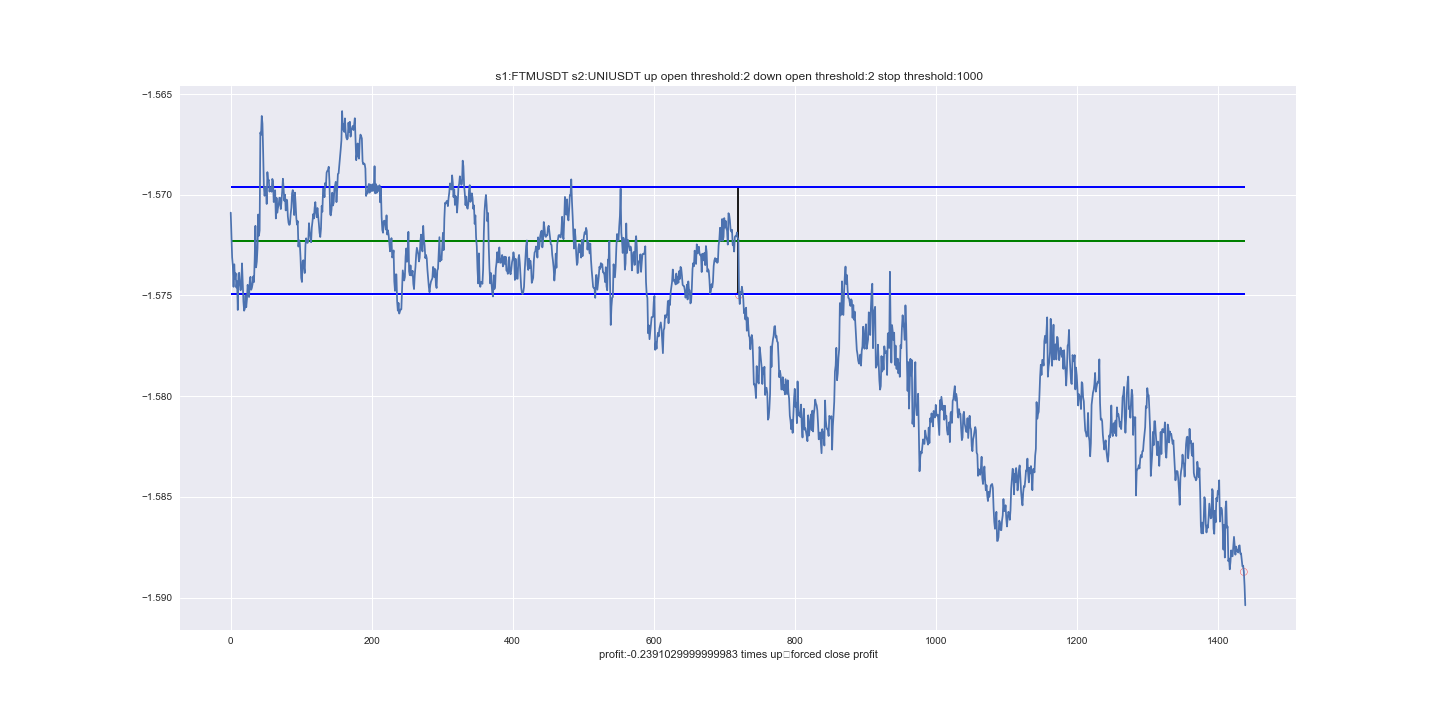 s1:FTMUSDT s2:UNIUSDT up open threshold:2 down open threshold:2 stop threshold:1000
−1.565
−1.570
−1.575
−1.580
−1.585
−1.590
0 200 400 600 800 1000 1200 1400
profit:-0.2391029999999983 times up□forced close profit